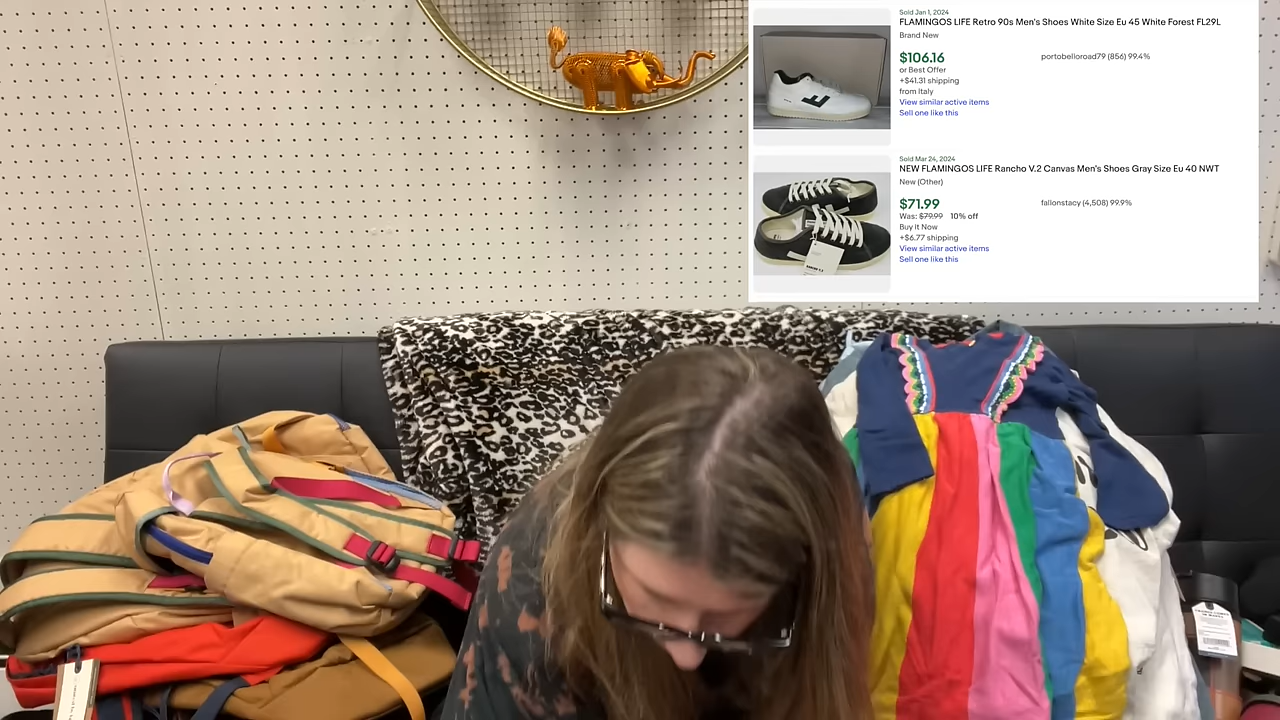 Sold Jan 1, 2024
FLAMINGOS LIFE Retro 90s Men's Shoes White Size Eu 45 White Forest FL29L
Brand New
$106.16
portobelloroad79 (856) 99.4%
or Best Offer
+$41.31 shipping
from Italy
View similar active items
Sell one like this
Sold Mar 24, 2024
NEW FLAMINGOS LIFE Rancho V.2 Canvas Men's Shoes Gray Size Eu 40 NWT
New (Other)
$71.99
fallonstacy (4,508) 99.9%
Was: $79.99 10% off
Buy It Now
+$6.77 shipping
View similar active items
Sell one like this